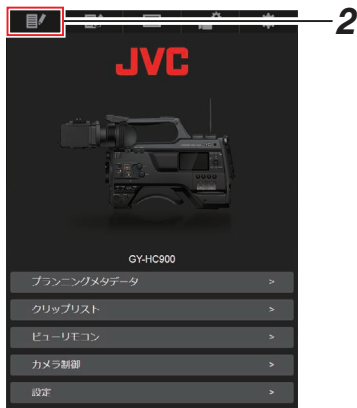 2
JVC
GY-HC900
プランニングメタデータ >
クリップリスト >
ビューリモコン >
カメラ制御 >
設定 >